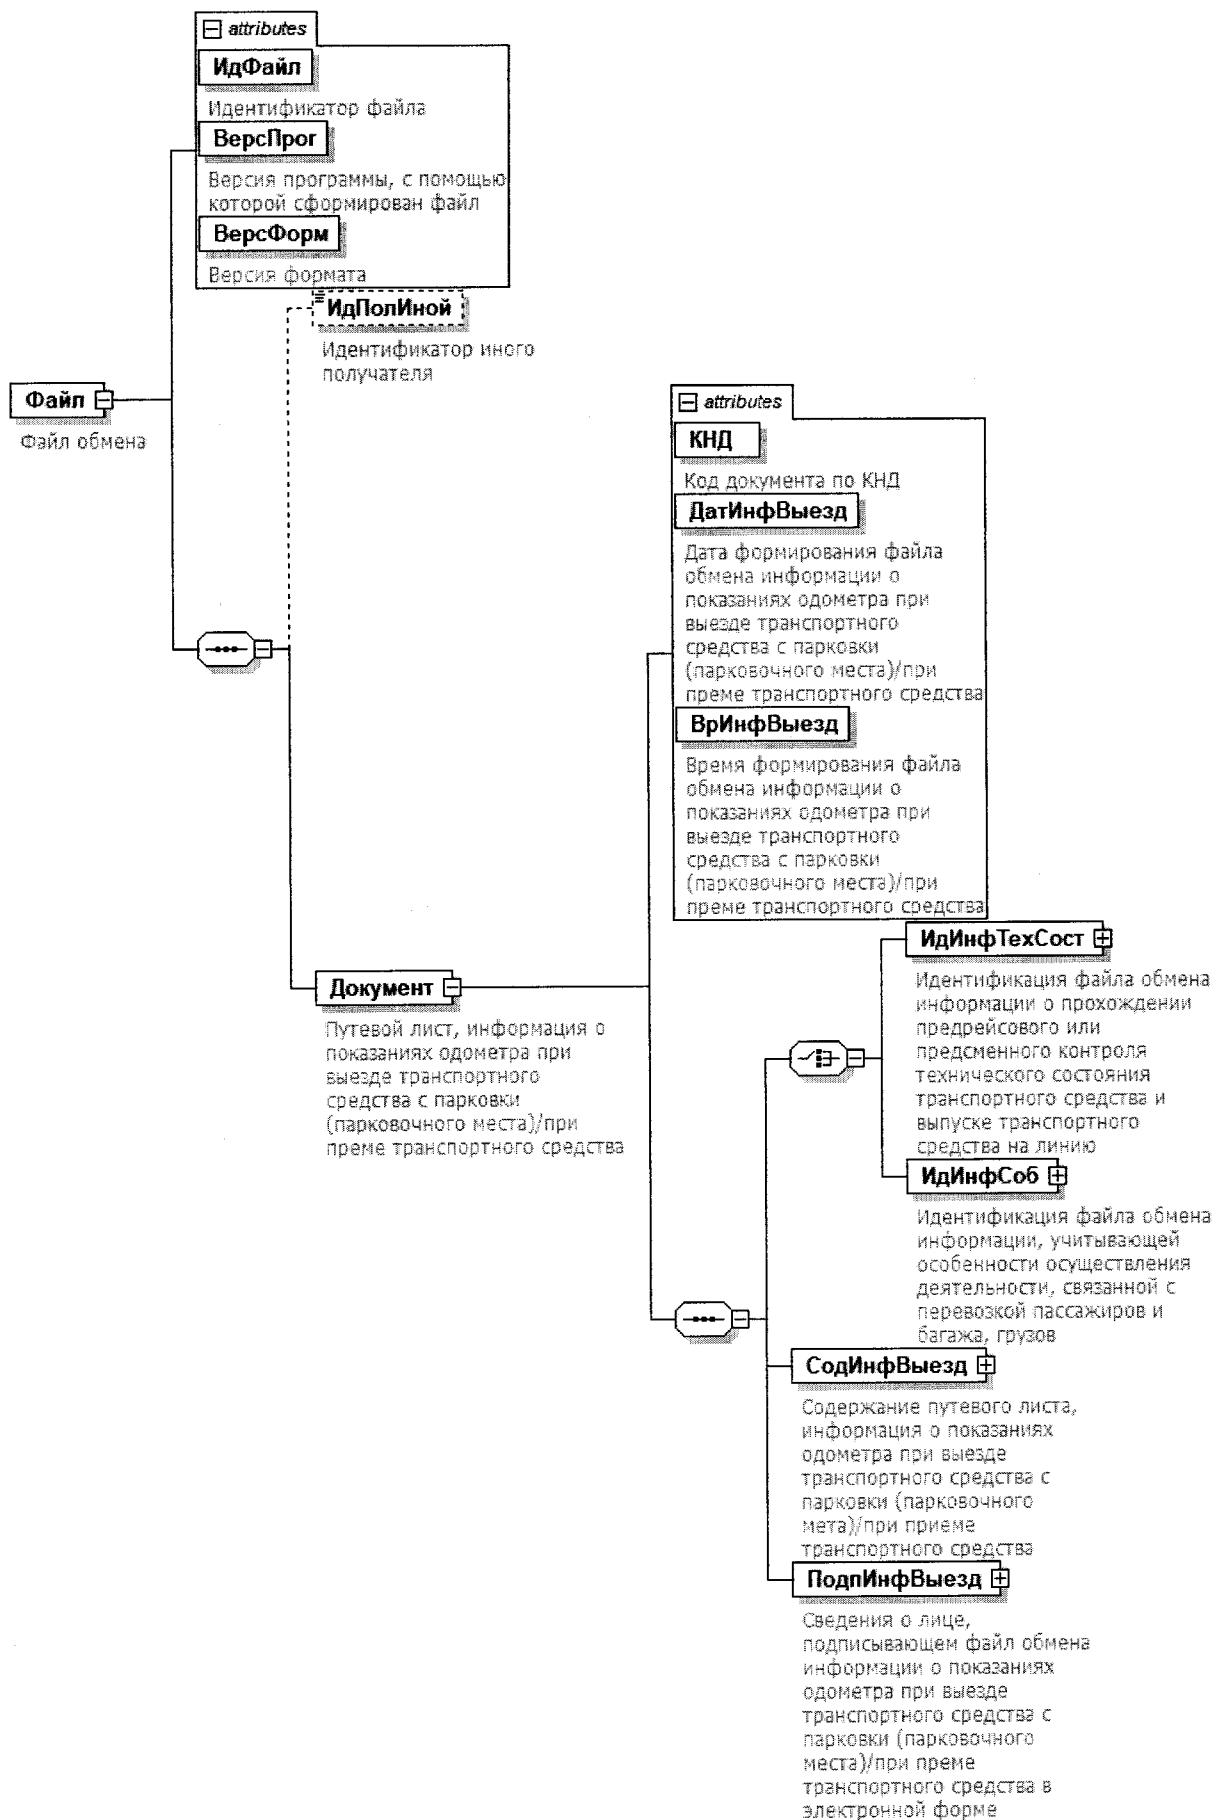 attributes
ИдФайл
Идентификатор файла
ВерсПрог
Версия программы, с помощью
которой сформирован файл
ВерсФорм
Версия формата
ИдПолИной
Идентификатор иного
получателя
Файл
Файл обмена
attributes
КНД
Код документа по КНД
ДатИнфВыезд
Дата формирования файла
обмена информации о
показаниях одометра при
выезде транспортного
средства с парковки
(парковочного места)/при
преме транспортного средства
ВрИнфВыезд
Время формирования файла
обмена информации о
показаниях одометра при
выезде транспортного
средства с парковки
(парковочного места)/при
преме транспортного средства
Документ
Путевой лист, информация о
показаниях одометра при
выезде транспортного
средства с парковки
(парковочного места)/при
преме транспортного средства
ИдИнфТехСост
Идентификация файла обмена
информации о прохождении
предрейсового или
предсменного контроля
технического состояния
транспортного средства и
выпуске транспортного
средства на линию
ИдИнфСоб
Идентификация файла обмена
информации, учитывающей
особенности осуществления
деятельности, связанной с
перевозкой пассажиров и
багажа, грузов
СодИнфВыезд
Содержание путевого листа,
информация о показаниях
одометра при выезде
транспортного средства с
парковки (парковочного
мета)/при приеме
транспортного средства
ПодпИнфВыезд
Сведения о лице,
подписывающем файл обмена
информации о показаниях
одометра при выезде
транспортного средства с
парковки (парковочного
места)/при преме
транспортного средства в
электронной форме